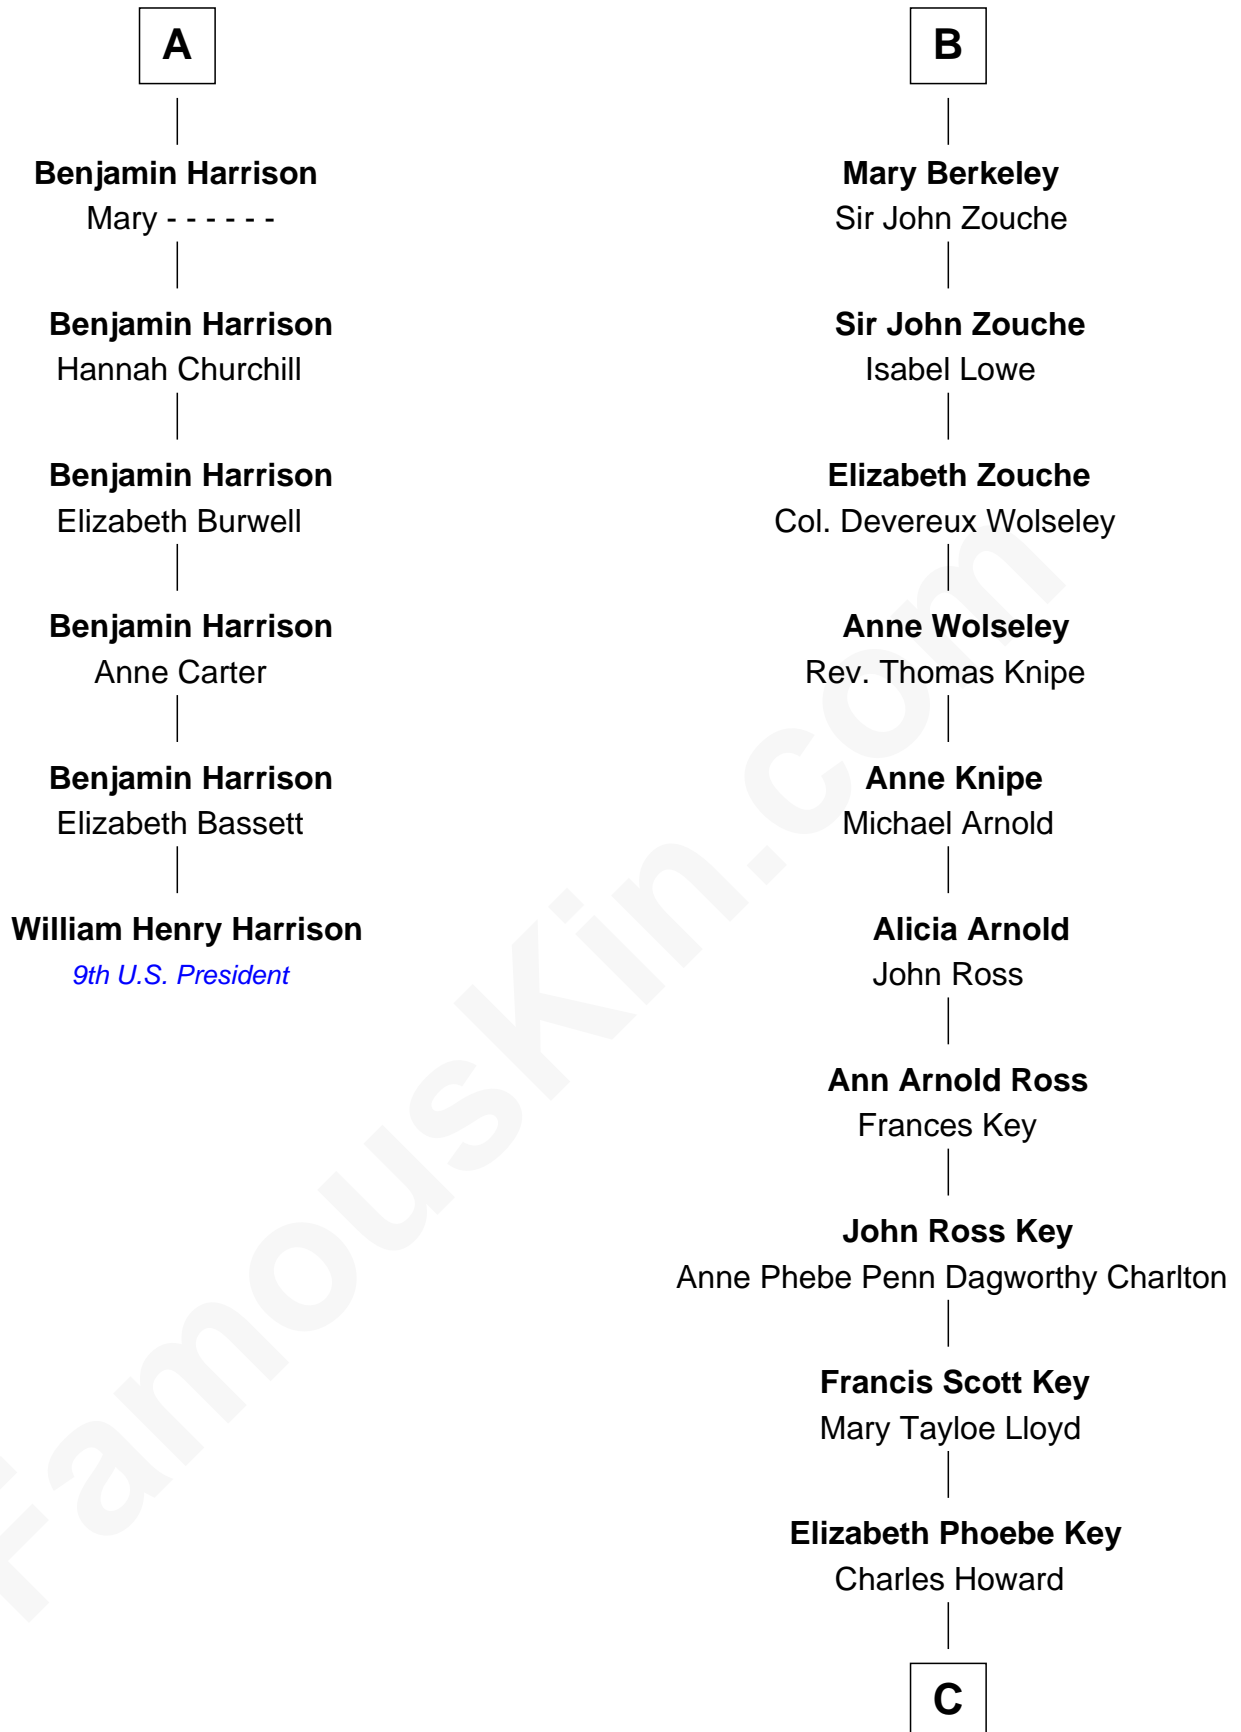 A
Benjamin Harrison
Mary - - - - - -
Benjamin Harrison
Hannah Churchill
Benjamin Harrison
Elizabeth Burwell
Benjamin Harrison
Anne Carter
Benjamin Harrison
Elizabeth Bassett
William Henry Harrison
9th U.S. President
B
Mary Berkeley
Sir John Zouche
Sir John Zouche
Isabel Lowe
Elizabeth Zouche
Col. Devereux Wolseley
Anne Wolseley
Rev. Thomas Knipe
Anne Knipe
Michael Arnold
Alicia Arnold
John Ross
Ann Arnold Ross
Frances Key
John Ross Key
Anne Phebe Penn Dagworthy Charlton
Francis Scott Key
Mary Tayloe Lloyd
Elizabeth Phoebe Key
Charles Howard
C
FamousKin.com